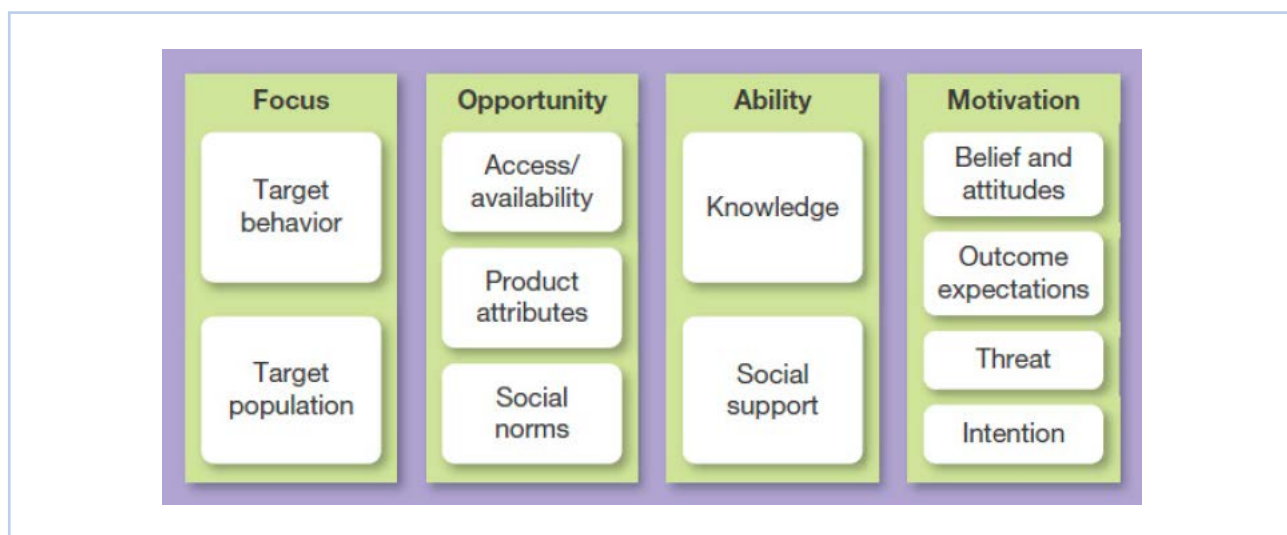 Focus
Target
behavior
Target
population
Opportunity
Access/
availability
Product
attributes
Social
norms
Ability
Knowledge
Social
support
Motivation
Belief and
attitudes
Outcome
expectations
Threat
Intention